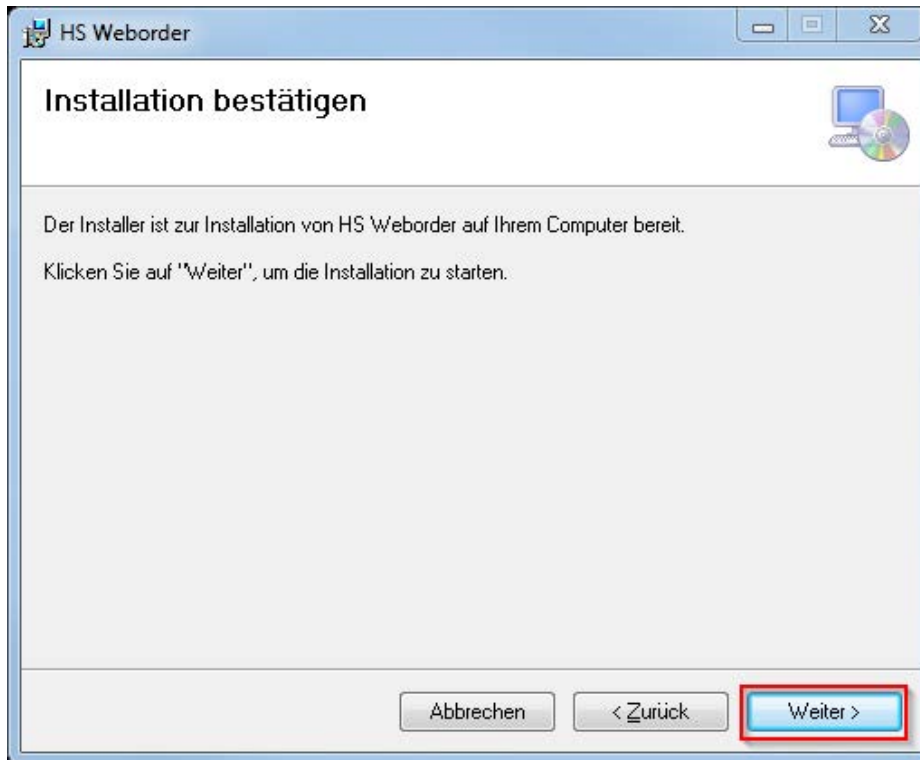 HS Weborder
Installation bestätigen
Der Installer ist zur Installation von HS Weborder auf Ihrem Computer bereit.
Klicken Sie auf "Weiter", um die Installation zu starten.
Abbrechen
< Zurück
Weiter >